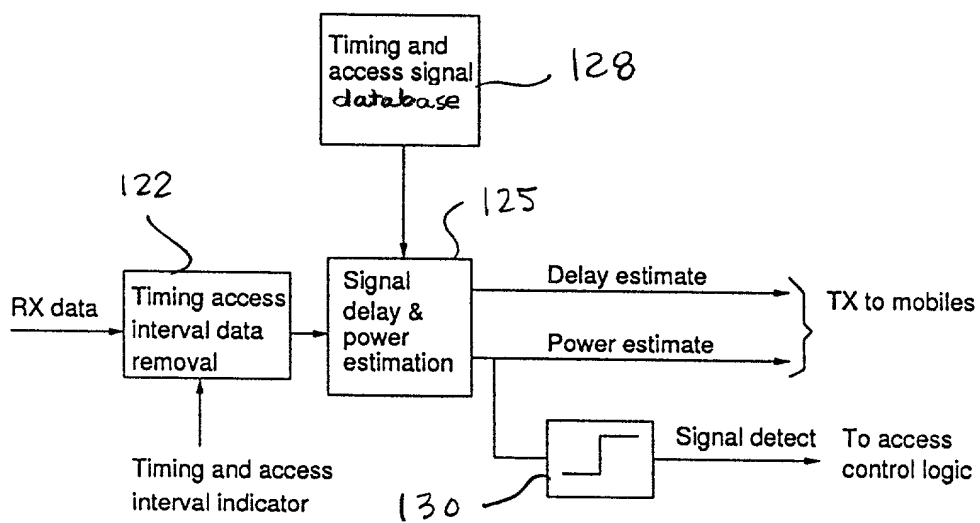 Timing and
access signal
database
128
122
125
RX data
Timing access
interval data
removal
Signal
delay &
power
estimation
Delay estimate
Power estimate
TX to mobiles
Timing and access
interval indicator
130
Signal detect
To access
control logic